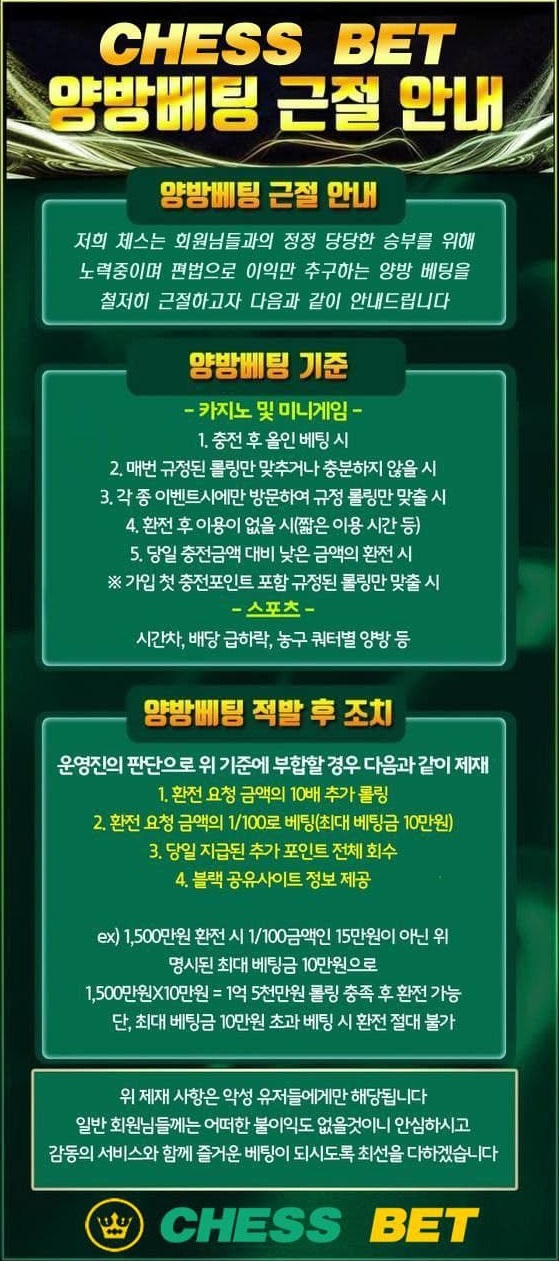 CHESS BET
양방베팅 근절 안내
양방베팅 근절 안내
저희 체스는 회원님들과의 정정 당당한 승부를 위해
노력중이며 편법으로 이익만 추구하는 양방 베팅을
철저히 근절하고자 다음과 같이 안내드립니다
양방베팅 기준
- 카지노 및 미니게임 -
1. 충전 후 올인 베팅 시
2. 매번 규정된 롤링만 맞추거나 충분하지 않을 시
3. 각 종 이벤트시에만 방문하여 규정 롤링만 맞출 시
4. 환전 후 이용이 없을 시(짧은 이용 시간 등)
5. 당일 충전금액 대비 낮은 금액의 환전 시
※ 가입 첫 충전포인트 포함 규정된 롤링만 맞출 시
- 스포츠 -
시간차, 배당 급하락, 농구 쿼터별 양방 등
양방베팅 적발 후 조치
운영진의 판단으로 위 기준에 부합할 경우 다음과 같이 제재
1. 환전 요청 금액의 10배 추가 롤링
2. 환전 요청 금액의 1/100로 베팅(최대 베팅금 10만원)
3. 당일 지급된 추가 포인트 전체 회수
4. 블랙 공유사이트 정보 제공
ex) 1,500만원 환전 시 1/100금액인 15만원이 아닌 위
명시된 최대 베팅금 10만원으로
1,500만원X10만원 = 1억 5천만원 롤링 충족 후 환전 가능
단, 최대 베팅금 10만원 초과 베팅 시 환전 절대 불가
위 제재 사항은 악성 유저들에게만 해당됩니다
일반 회원님들께는 어떠한 불이익도 없을것이니 안심하시고
감동의 서비스와 함께 즐거운 베팅이 되시도록 최선을 다하겠습니다
CHESS BET